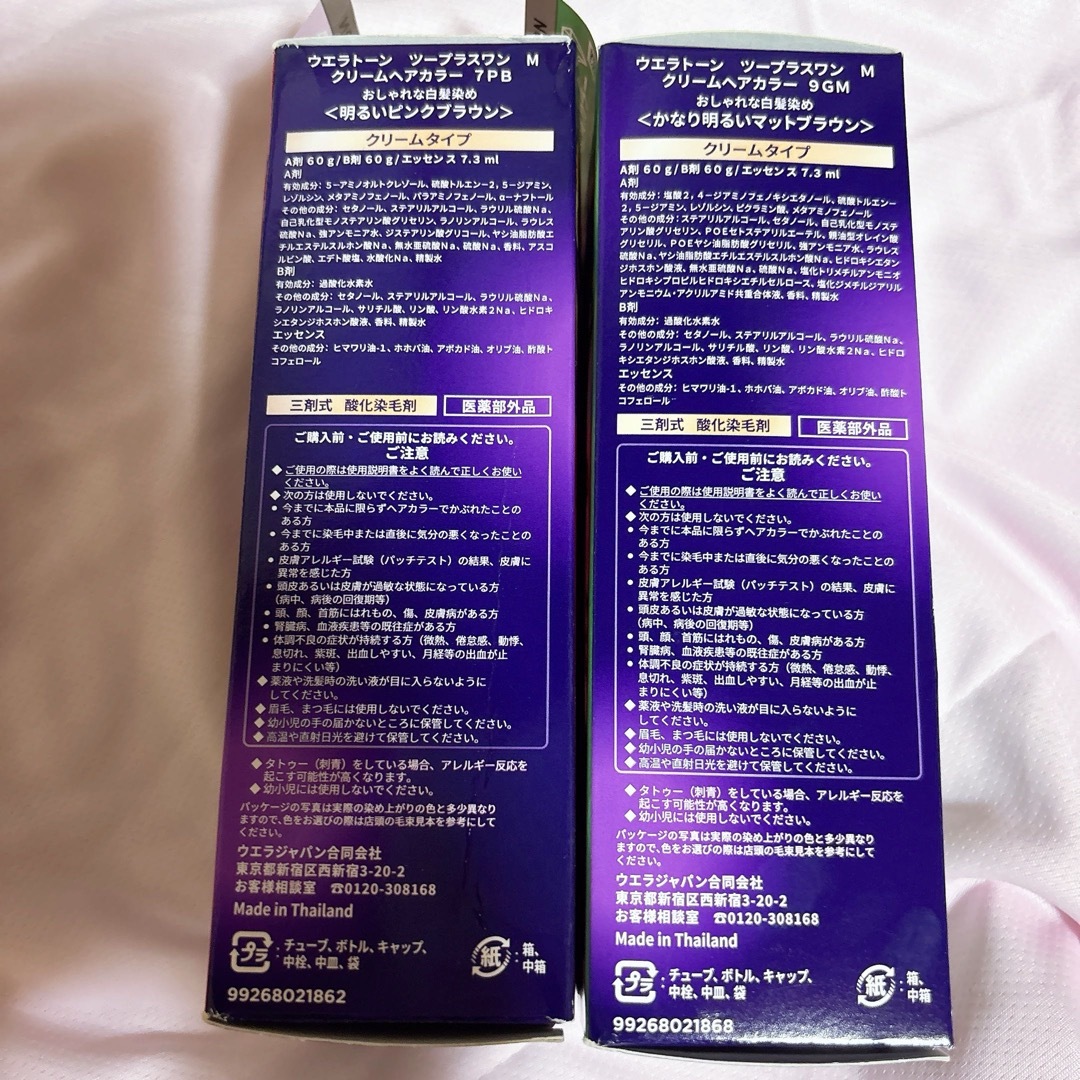 ウエラトーン ツープラスワン M
クリームヘアカラー 7PB
おしゃれな白髪染め
<明るいピンクブラウン>
クリームタイプ
A剤 60g/B剤 60g/エッセンス 7.3ml
A剤
有効成分：5-アミノオルトクレゾール、硫酸トルエン-2，5-ジアミン、
レゾルシン、メタアミノフェノール、パラアミノフェノール、α-ナフトール
その他の成分：セタノール、ステアリルアルコール、ラウリル硫酸Na、
自己乳化型モノステアリン酸グリセリン、ラノリンアルコール、ラウレス
硫酸Na、強アンモニア水、ジステアリン酸グリコール、ヤシ油脂肪酸エ
チルエステルスルホン酸Na、無水亜硫酸Na、硫酸Na、香料、アスコ
ルビン酸、エデト酸塩、水酸化Na、精製水
B剤
有効成分：過酸化水素水
その他の成分：セタノール、ステアリルアルコール、ラウリル硫酸Na、
ラノリンアルコール、サリチル酸、リン酸、リン酸水素2Na、ヒドロキ
シエタンジホスホン酸液、香料、精製水
エッセンス
その他の成分：ヒマワリ油-1、ホホバ油、アボカド油、オリブ油、酢酸ト
コフェロール
三剤式 酸化染毛剤
医薬部外品
ご購入前・ご使用前にお読みください。
ご注意
◆ご使用の際は使用説明書をよく読んで正しくお使い
ください。
◆次の方は使用しないでください。
● 今までに本品に限らずヘアカラーでかぶれたことの
ある方
● 今までに染毛中または直後に気分の悪くなったことの
ある方
● 皮膚アレルギー試験（パッチテスト）の結果、皮膚に
異常を感じた方
● 頭皮あるいは皮膚が過敏な状態になっている方
（病中、病後の回復期等）
● 頭、顔、首筋にはれもの、傷、皮膚病がある方
● 腎臓病、血液疾患等の既往症がある方
● 体調不良の症状が持続する方（微熱、倦怠感、動悸、
息切れ、紫斑、出血しやすい、月経等の出血が止
まりにくい等）
◆薬液や洗髪時の洗い液が目に入らないように
してください。
◆眉毛、まつ毛には使用しないでください。
◆幼小児の手の届かないところに保管してください。
◆高温や直射日光を避けて保管してください。
◆タトゥー（刺青）をしている場合、アレルギー反応を
起こす可能性が高くなります。
◆幼小児には使用しないでください。
パッケージの写真は実際の染め上がりの色と多少異なり
ますので、色をお選びの際は店頭の毛束見本を参考にして
ください。
ウエラジャパン合同会社
東京都新宿区西新宿3-20-2
お客様相談室 ☎0120-308168
Made in Thailand
プラ：チューブ、ボトル、キャップ、
中栓、中皿、袋
紙：箱、
中箱
99268021862
ウエラトーン ツープラスワン M
クリームヘアカラー 9GM
おしゃれな白髪染め
<かなり明るいマットブラウン>
クリームタイプ
A剤 60g/B剤 60g/エッセンス 7.3ml
A剤
有効成分：塩酸2，4-ジアミノフェノキシエタノール、硫酸トルエン-
2，5-ジアミン、レゾルシン、ピクラミン酸、メタアミノフェノール
その他の成分：ステアリルアルコール、セタノール、自己乳化型モノステ
アリン酸グリセリン、POEセトステアリルエーテル、親油型オレイン酸
グリセリル、POEヤシ油脂肪酸グリセリル、強アンモニア水、ラウレス
硫酸Na、ヤシ油脂肪酸エチルエステルスルホン酸Na、ヒドロキシエタ
ンジホスホン酸液、無水亜硫酸Na、硫酸Na、塩化トリメチルアンモニオ
ヒドロキシプロピルヒドロキシエチルセルロース、塩化ジメチルジアリル
アンモニウム・アクリルアミド共重合体液、香料、精製水
B剤
有効成分：過酸化水素水
その他の成分：セタノール、ステアリルアルコール、ラウリル硫酸Na、
ラノリンアルコール、サリチル酸、リン酸、リン酸水素2Na、ヒドロ
キシエタンジホスホン酸液、香料、精製水
エッセンス
その他の成分：ヒマワリ油-1、ホホバ油、アボカド油、オリブ油、酢酸ト
コフェロール
三剤式 酸化染毛剤
医薬部外品
ご購入前・ご使用前にお読みください。
ご注意
◆ご使用の際は使用説明書をよく読んで正しくお使い
ください。
◆次の方は使用しないでください。
● 今までに本品に限らずヘアカラーでかぶれたことの
ある方
● 今までに染毛中または直後に気分の悪くなったことの
ある方
● 皮膚アレルギー試験（パッチテスト）の結果、皮膚に
異常を感じた方
● 頭皮あるいは皮膚が過敏な状態になっている方
（病中、病後の回復期等）
● 頭、顔、首筋にはれもの、傷、皮膚病がある方
● 腎臓病、血液疾患等の既往症がある方
● 体調不良の症状が持続する方（微熱、倦怠感、動悸、
息切れ、紫斑、出血しやすい、月経等の出血が止
まりにくい等）
◆薬液や洗髪時の洗い液が目に入らないように
してください。
◆眉毛、まつ毛には使用しないでください。
◆幼小児の手の届かないところに保管してください。
◆高温や直射日光を避けて保管してください。
◆タトゥー（刺青）をしている場合、アレルギー反応を
起こす可能性が高くなります。
◆幼小児には使用しないでください。
パッケージの写真は実際の染め上がりの色と多少異なり
ますので、色をお選びの際は店頭の毛束見本を参考にして
ください。
ウエラジャパン合同会社
東京都新宿区西新宿3-20-2
お客様相談室 ☎0120-308168
Made in Thailand
プラ：チューブ、ボトル、キャップ、
中栓、中皿、袋
紙：箱、
中箱
99268021868